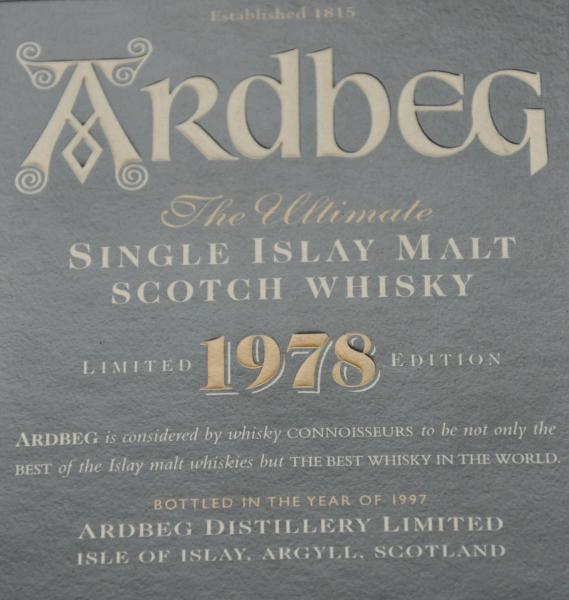 Established 1815
ARDBEG
The Ultimate
SINGLE ISLAY MALT
SCOTCH WHISKY
LIMITED 1978 EDITION
ARDBEG is considered by whisky CONNOISSEURS to be not only the
BEST of the Islay malt whiskies but THE BEST WHISKY IN THE WORLD.
BOTTLED IN THE YEAR OF 1997
ARDBEG DISTILLERY LIMITED
ISLE OF ISLAY, ARGYLL, SCOTLAND